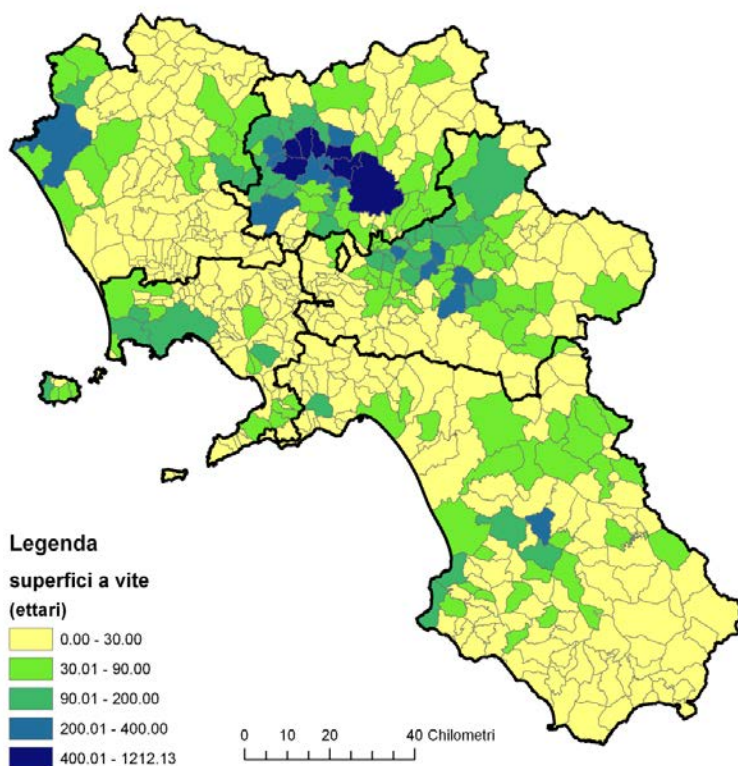 Legenda
superfici a vite
(ettari)
0.00 - 30.00
30.01 - 90.00
90.01 - 200.00
200.01 - 400.00
400.01 - 1212.13
0 10 20 40 Chilometri